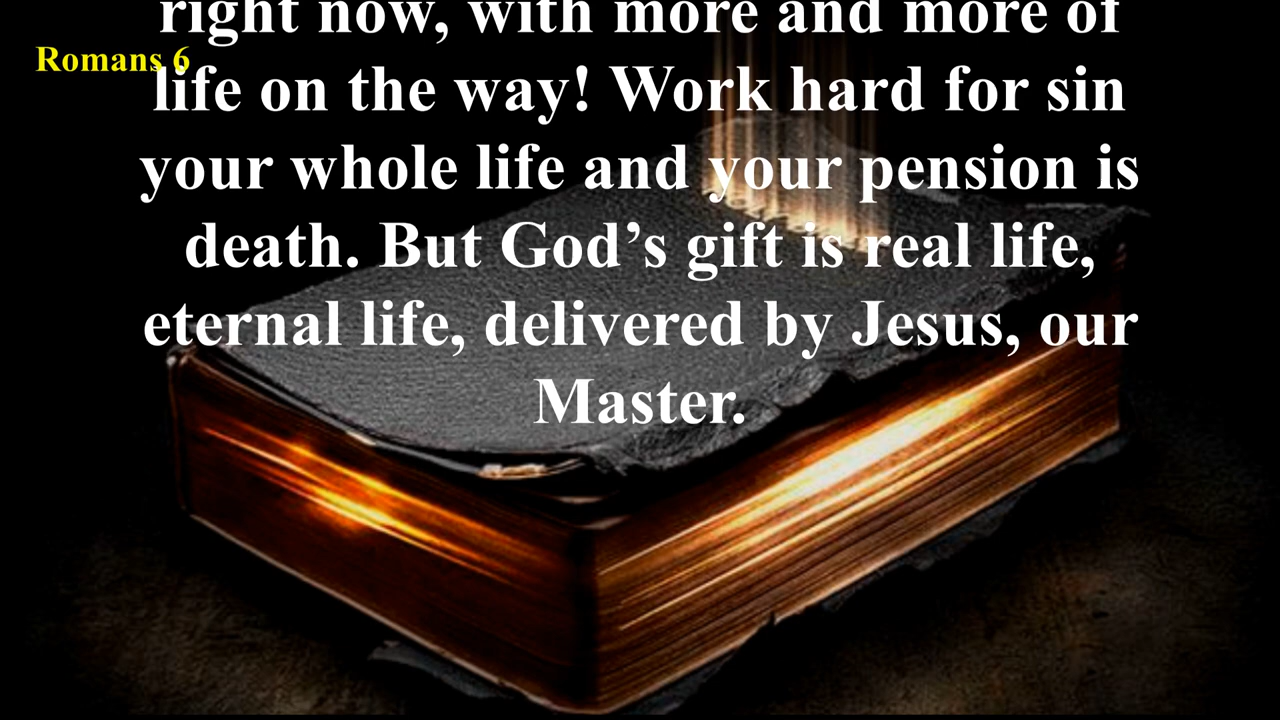 right now, with more and more of
Romans 6
life on the way! Work hard for sin
your whole life and your pension is
death. But God’s gift is real life,
eternal life, delivered by Jesus, our
Master.